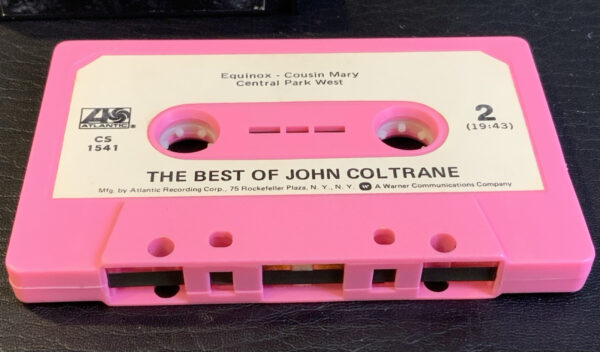 Equinox - Cousin Mary
Central Park West
ATLANTIC
CS
1541
2
(19:43)
THE BEST OF JOHN COLTRANE
Mfg. by Atlantic Recording Corp., 75 Rockefeller Plaza, N. Y., N. Y. W A Warner Communications Company